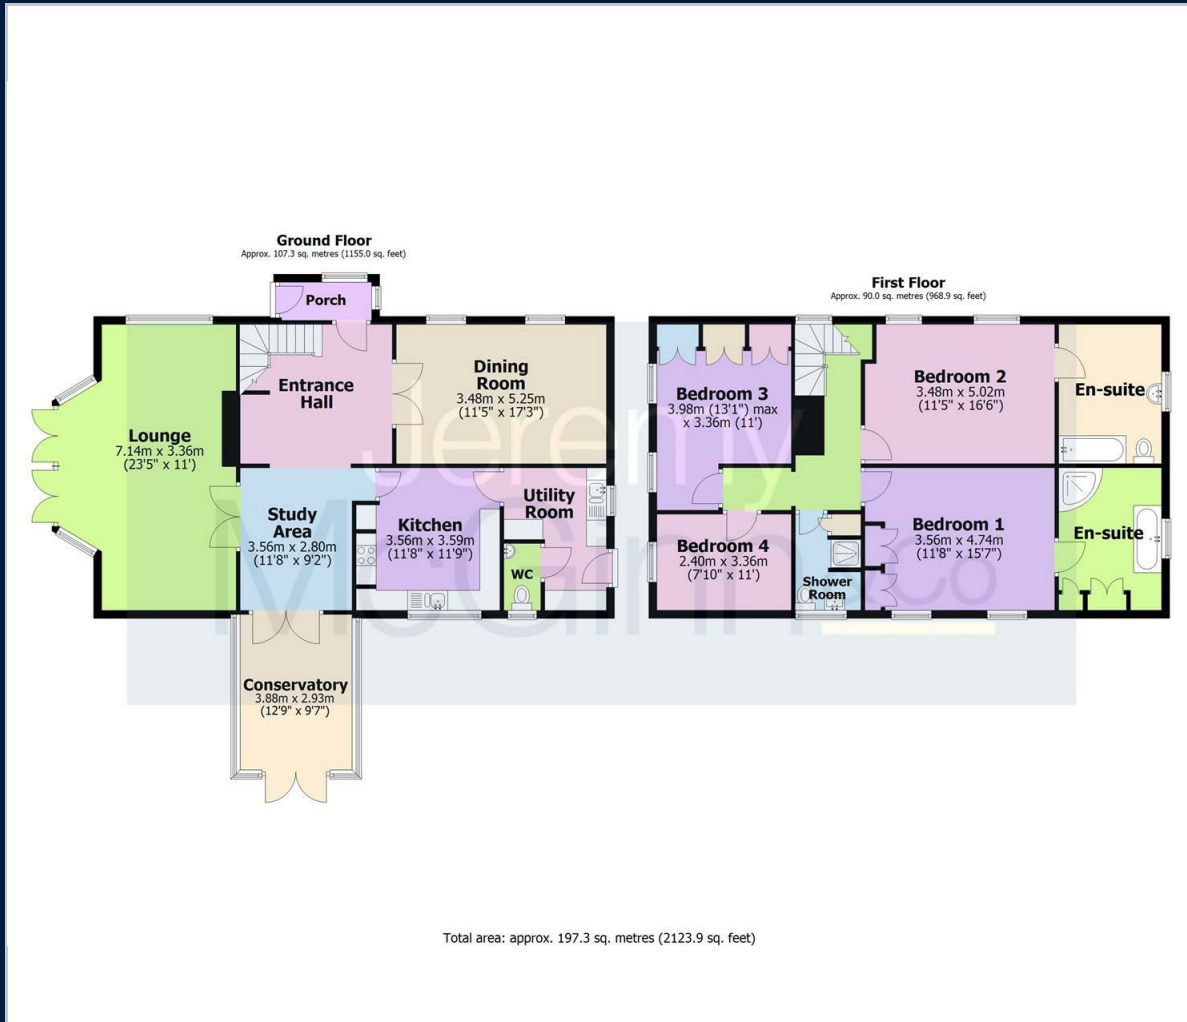 Ground Floor
Approx. 107.3 sq. metres (1155.0 sq. feet)
Porch
Entrance
Hall
Dining
Room
3.48m x 5.25m
(11'5" x 17'3")
Lounge
7.14m x 3.36m
(23'5" x 11')
Study
Area
3.56m x 2.80m
(11'8" x 9'2")
Kitchen
3.56m x 3.59m
(11'8" x 11'9")
Utility
Room
WC
Conservatory
3.88m x 2.93m
(12'9" x 9'7")
First Floor
Approx. 90.0 sq. metres (968.9 sq. feet)
Bedroom 3
3.98m (13'1") max
x 3.36m (11')
Bedroom 2
3.48m x 5.02m
(11'5" x 16'6")
En-suite
Bedroom 4
2.40m x 3.36m
(7'10" x 11')
Shower
Room
Bedroom 1
3.56m x 4.74m
(11'8" x 15'7")
En-suite
Jeremy
McGinn &Co
Total area: approx. 197.3 sq. metres (2123.9 sq. feet)